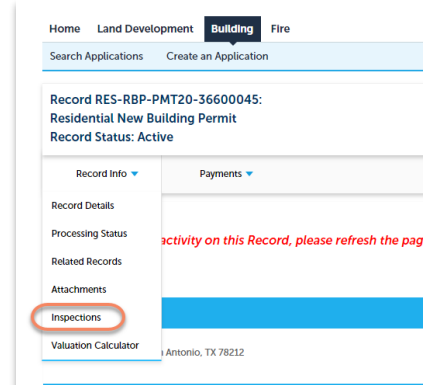 Home Land Development Building Fire
Search Applications Create an Application
Record RES-RBP-PMT20-36600045:
Residential New Building Permit
Record Status: Active
Record Info Payments
Record Details
Processing Status
activity on this Record, please refresh the pag
Related Records
Attachments
Inspections
Valuation Calculator
Antonio, TX 78212